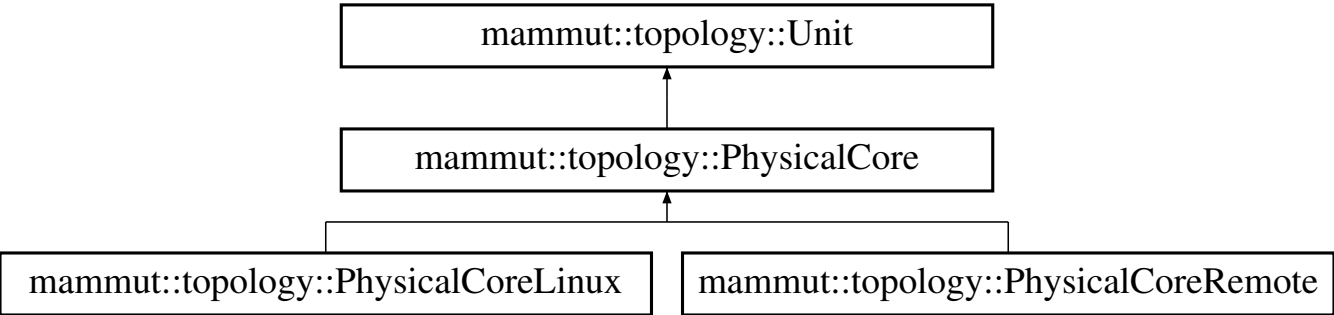 mammut::topology::Unit
mammut::topology::PhysicalCore
mammut::topology::PhysicalCoreLinux
mammut::topology::PhysicalCoreRemote